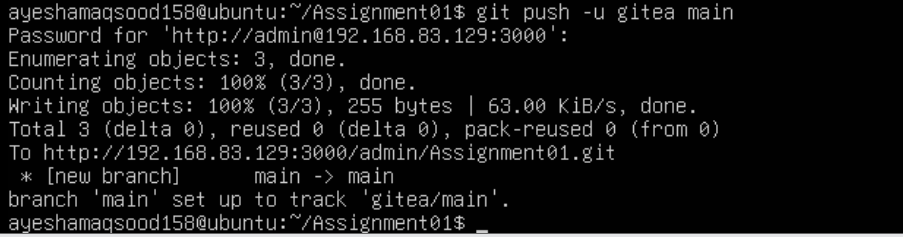 ayeshamaqsood158@ubuntu:~/Assignment01$ git push -u gitea main
Password for 'http://admin@192.168.83.129:3000':
Enumerating objects: 3, done.
Counting objects: 100% (3/3), done.
Writing objects: 100% (3/3), 255 bytes | 63.00 KiB/s, done.
Total 3 (delta 0), reused 0 (delta 0), pack-reused 0 (from 0)
To http://192.168.83.129:3000/admin/Assignment01.git
 * [new branch]      main -> main
branch 'main' set up to track 'gitea/main'.
ayeshamaqsood158@ubuntu:~/Assignment01$ _